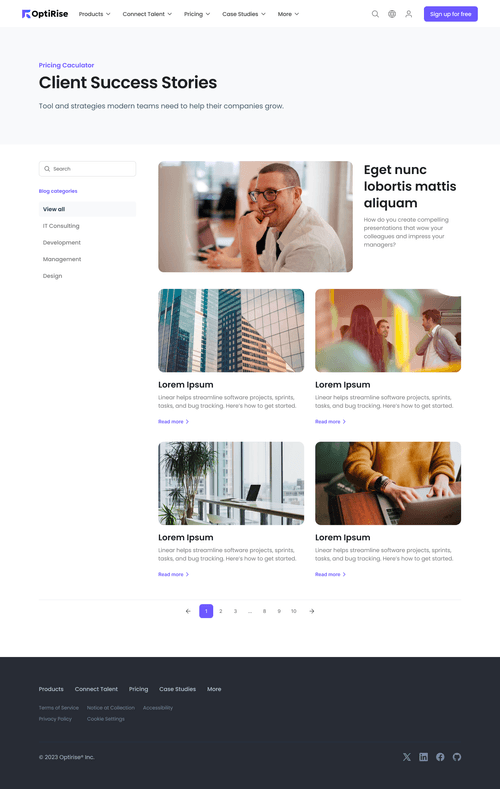 OptiRise
Products
Connect Talent
Pricing
Case Studies
More
Sign up for free
Pricing Caculator
Client Success Stories
Tool and strategies modern teams need to help their companies grow.
Search
Blog categories
View all
IT Consulting
Development
Management
Design
Eget nunc
lobortis mattis
aliquam
How do you create compelling
presentations that wow your
colleagues and impress your
managers?
Lorem Ipsum
Linear helps streamline software projects, sprints,
tasks, and bug tracking. Here's how to get started.
Read more
Lorem Ipsum
Linear helps streamline software projects, sprints,
tasks, and bug tracking. Here's how to get started.
Read more
Lorem Ipsum
Linear helps streamline software projects, sprints,
tasks, and bug tracking. Here's how to get started.
Read more
Lorem Ipsum
Linear helps streamline software projects, sprints,
tasks, and bug tracking. Here's how to get started.
Read more
1 2 3 ... 8 9 10
Products
Connect Talent
Pricing
Case Studies
More
Terms of Service
Notice at Collection
Accessibility
Privacy Policy
Cookie Settings
© 2023 Optirise® Inc.